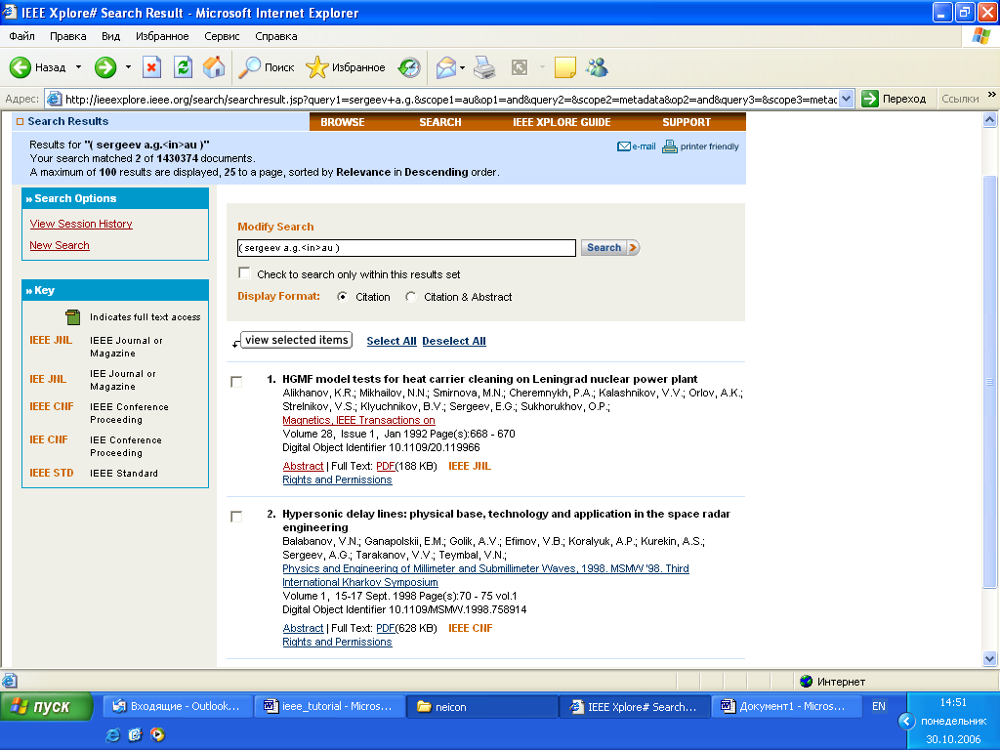 IEEE Xplore# Search Result - Microsoft Internet Explorer
Файл Правка Вид Избранное Сервис Справка
Назад Поиск Избранное
Адрес: http://ieeexplore.ieee.org/search/searchresult.jsp?query1=sergeev+a.g.&scope1=au&op1=and&query2=&scope2=metadata&op2=and&query3=&scope3=metac Переход Ссылки »
Search Results BROWSE SEARCH IEEE XPLORE GUIDE SUPPORT
Results for "( sergeev a.g.<in>au )"
Your search matched 2 of 1430374 documents.
A maximum of 100 results are displayed, 25 to a page, sorted by Relevance in Descending order.
e-mail printer friendly
» Search Options
View Session History
New Search
» Key
Indicates full text access
IEEE JNL IEEE Journal or
Magazine
IEE JNL IEE Journal or
Magazine
IEEE CNF IEEE Conference
Proceeding
IEE CNF IEE Conference
Proceeding
IEEE STD IEEE Standard
Modify Search
( sergeev a.g.<in>au )
Search
Check to search only within this results set
Display Format: Citation Citation & Abstract
view selected items Select All Deselect All
1. HGMF model tests for heat carrier cleaning on Leningrad nuclear power plant
Alikhanov, K.R.; Mikhailov, N.N.; Smirnova, M.N.; Cheremnykh, P.A.; Kalashnikov, V.V.; Orlov, A.K.;
Strelnikov, V.S.; Klyuchnikov, B.V.; Sergeev, E.G.; Sukhorukhov, O.P.;
Magnetics, IEEE Transactions on
Volume 28, Issue 1, Jan 1992 Page(s):668 - 670
Digital Object Identifier 10.1109/20.119966
Abstract | Full Text: PDF(188 KB) IEEE JNL
Rights and Permissions
2. Hypersonic delay lines: physical base, technology and application in the space radar
engineering
Balabanov, V.N.; Ganapolskii, E.M.; Golik, A.V.; Efimov, V.B.; Koralyuk, A.P.; Kurekin, A.S.;
Sergeev, A.G.; Tarakanov, V.V.; Teymbal, V.N.;
Physics and Engineering of Millimeter and Submillimeter Waves, 1998. MSMW '98. Third
International Kharkov Symposium
Volume 1, 15-17 Sept. 1998 Page(s):70 - 75 vol.1
Digital Object Identifier 10.1109/MSMW.1998.758914
Abstract | Full Text: PDF(628 KB) IEEE CNF
Rights and Permissions
Интернет
пуск Входящие - Outlook... ieee_tutorial - Micros... neicon IEEE Xplore# Search... Документ1 - Micros... EN
14:51
понедельник
30.10.2006